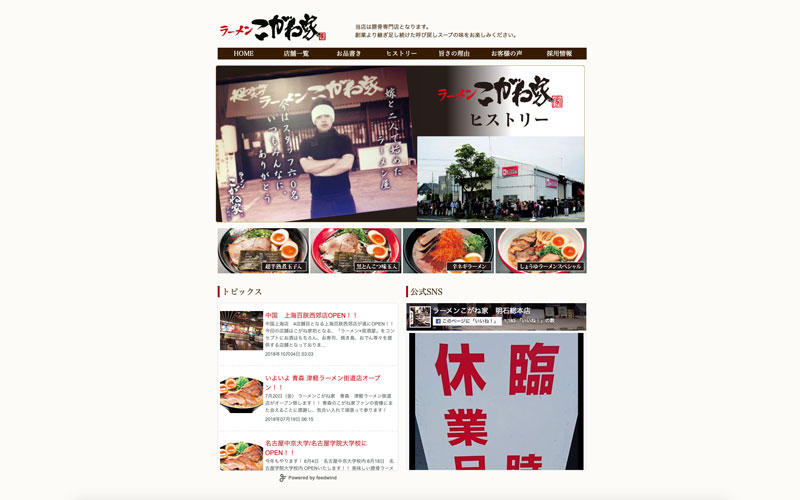 ラーメン こがね家
当店は豚骨専門店となります。
創業より継ぎ足し続けた呼び戻しスープの味をお楽しみください。
HOME 店舗一覧 お品書き ヒストリー 旨さの理由 お客様の声 採用情報
ラーメン こがね家
嫁と二人で始めた
ラーメン屋
今はスタッフ六〇名
いつもみんなに、
ありがとう
ラーメン
こがね家
ラーメン こがね家
ヒストリー
超半熟煮玉子入
黒とんこつ味玉入
辛ネギラーメン
しょうゆラーメンスペシャル
トピックス
中国 上海百朕西郊店OPEN！！
中国上海店 4店舗目となる上海百朕西郊店が遂にOPEN！
今回の店舗はこがね家初となる、「ラーメン×居酒屋」をコン
セプトにお酒はもちろん、お寿司、焼き鳥、おでん等々を提
供する店舗となっておりま...
2018年10月04日 03:03
いよいよ 青森 津軽ラーメン街道店オープ
ン！！
7月20日（金） ラーメンこがね家 青森 津軽ラーメン街道
店がオープン致します！！ 青森のこがね家ファンの皆様にま
た会えることに感謝し、気合い入れて頑張って参ります！
2018年07月19日 06:15
名古屋中京大学/名古屋学院大学校に
OPEN！！
今年もやります！ 6月4日 名古屋中京大学校内 6月18日 名
古屋学院大学校内 OPENいたします！！ 美味しい豚骨ラーメ
Powered by feedwind
公式SNS
ラーメンこがね家 明石総本店
このページに「いいね！」
「いいね！」の数
臨時
休業日